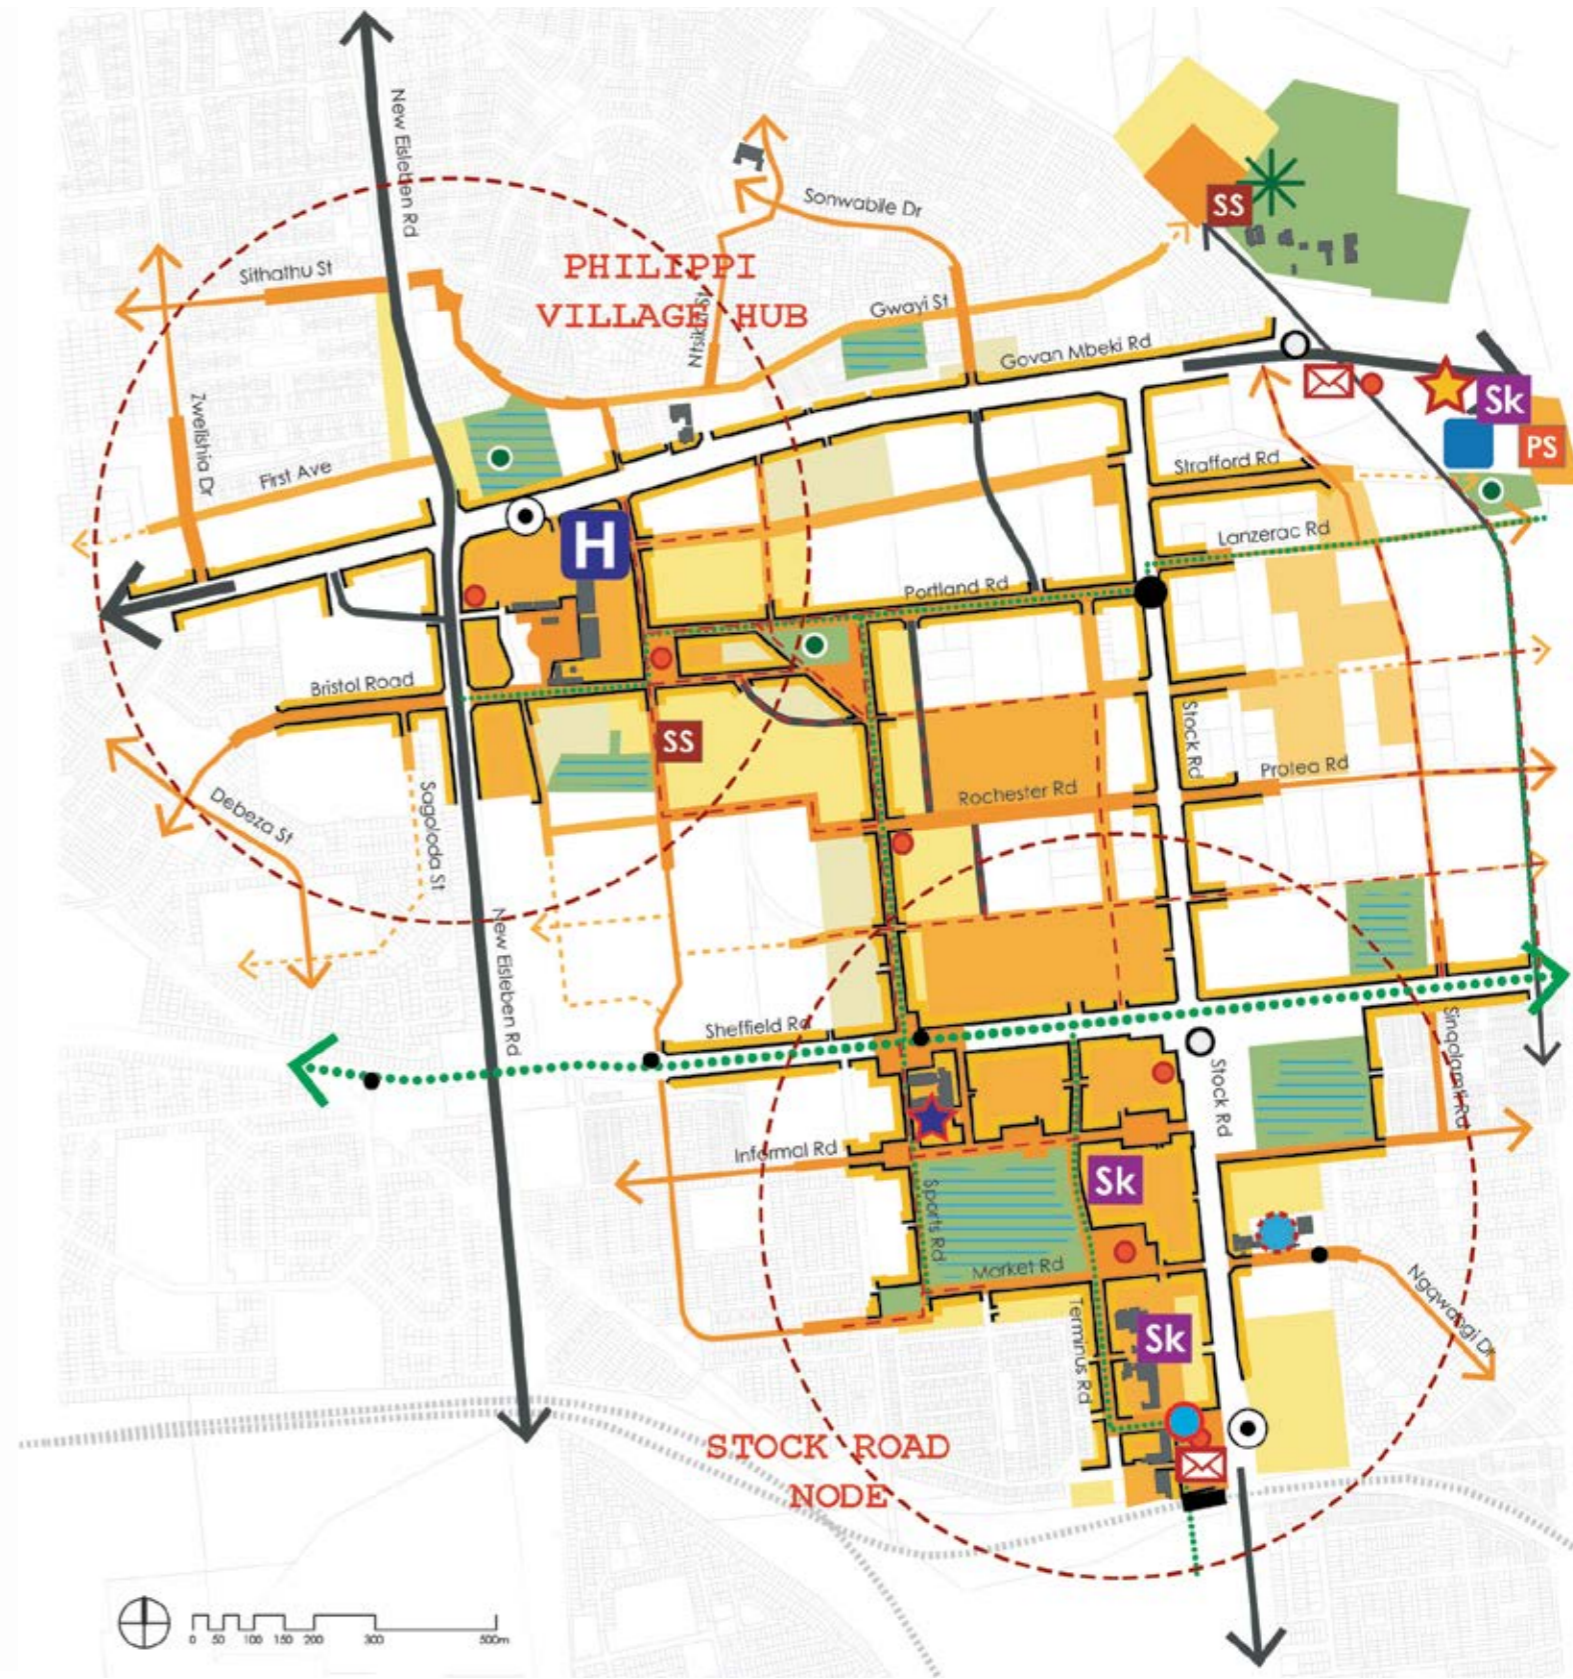 New Eisleben Rd
Sonwabile Dr
SS
Sithathu St
PHILIPPI
VILLAGE HUB
Gwayi St
Ntsikizi St
Govan Mbeki Rd
Sk
PS
Zwelishia Dr
First Ave
Strafford Rd
Lanzerac Rd
H
Portland Rd
Bristol Road
SS
Stock Rd
Protea Rd
Rochester Rd
Debeza St
Sagoloda St
New Eisleben Rd
Sheffield Rd
Stock Rd
Sinqolamti Rd
Informal Rd
Sk
Sports Rd
Market Rd
Terminus Rd
Sk
Ngqwangi Dr
STOCK ROAD
NODE
0 50 100 150 200 300 500m